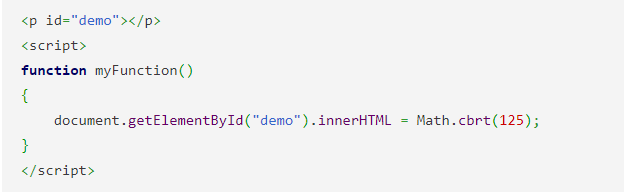 <p id="demo"></p>
<script>
function myFunction()
{
    document.getElementById("demo").innerHTML = Math.cbrt(125);
}
</script>